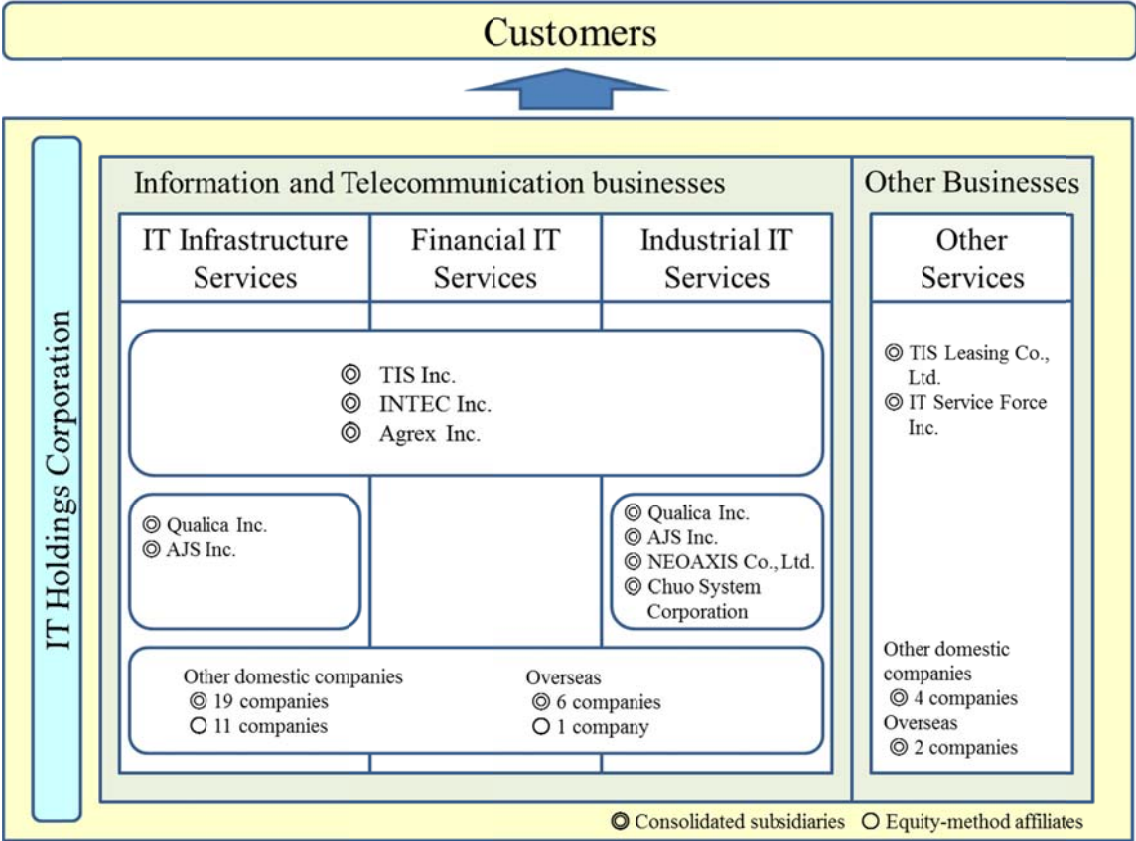 Customers
IT Holdings Corporation
Information and Telecommunication businesses
Other Businesses
IT Infrastructure
Services
Financial IT
Services
Industrial IT
Services
Other
Services
◎ TIS Inc.
◎ INTEC Inc.
◎ Agrex Inc.
◎ TIS Leasing Co.,
Ltd.
◎ IT Service Force
Inc.
◎ Qualica Inc.
◎ AJS Inc.
◎ Qualica Inc.
◎ AJS Inc.
◎ NEOAXIS Co.,Ltd.
◎ Chuo System
Corporation
Other domestic companies
◎ 19 companies
○ 11 companies
Overseas
◎ 6 companies
○ 1 company
Other domestic
companies
◎ 4 companies
Overseas
◎ 2 companies
◎ Consolidated subsidiaries ○ Equity-method affiliates